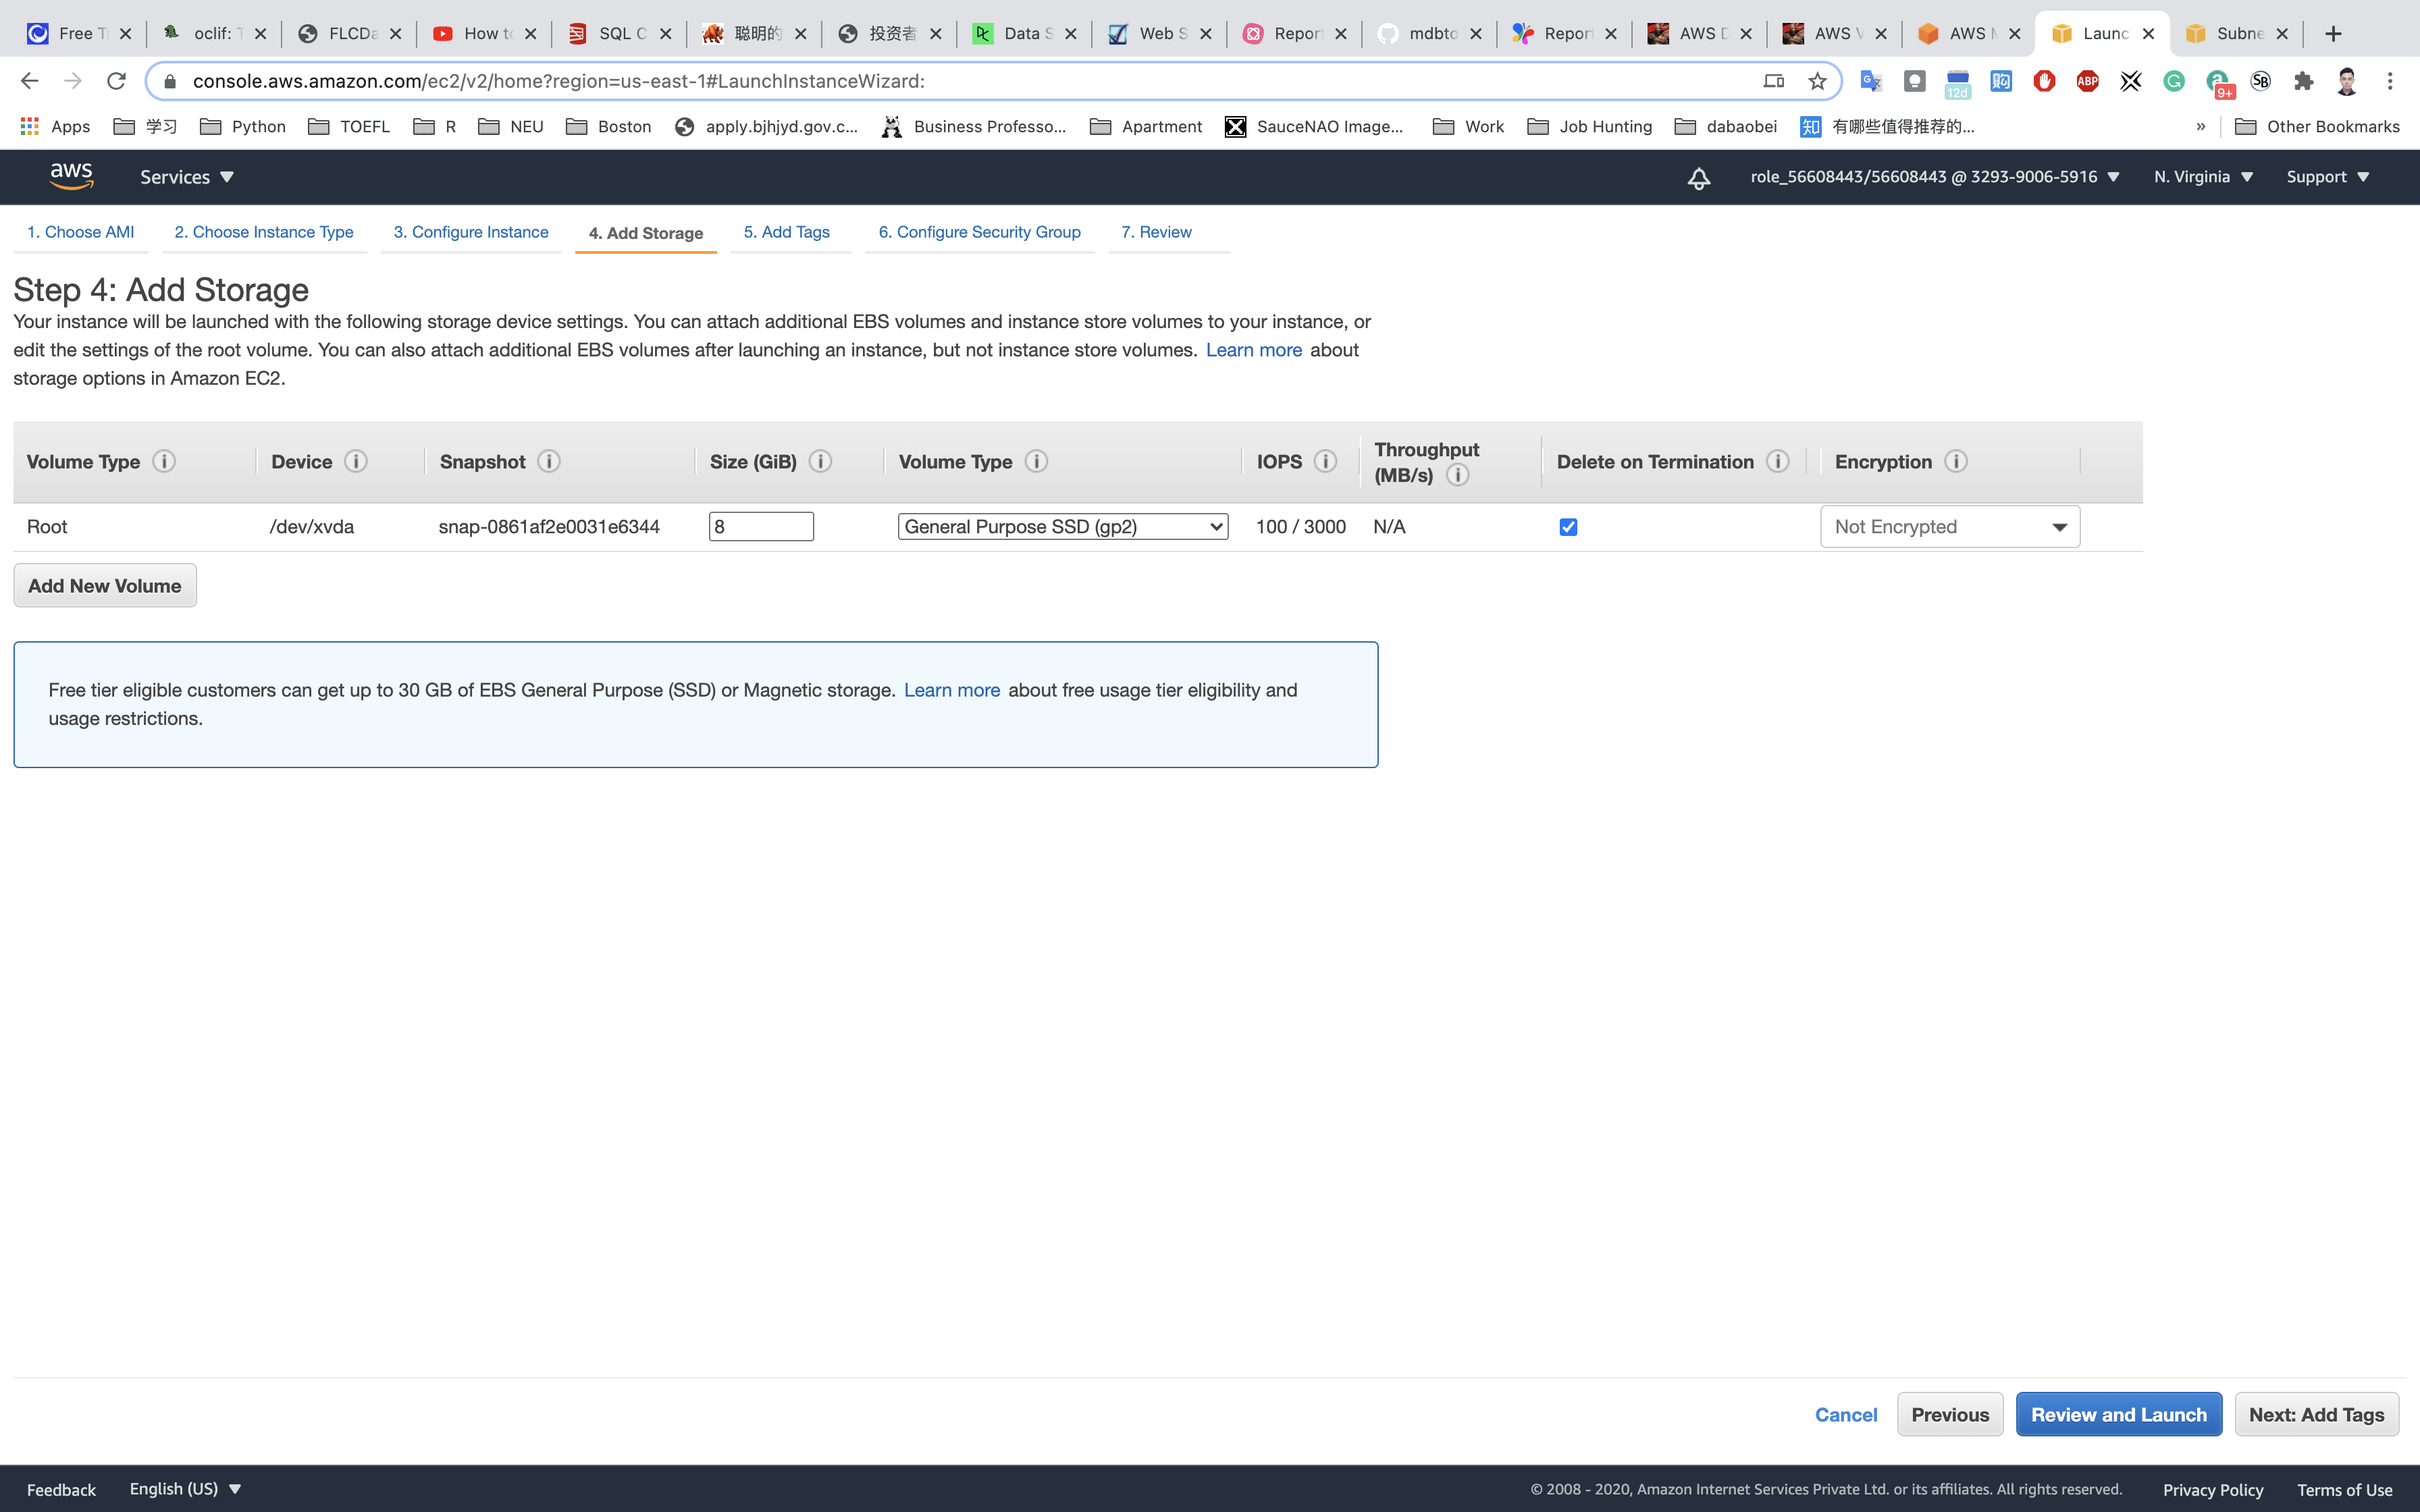 Free T
oclif: T
FLCDa
How to
SQL C
聪明的
投资者
Data S
Web S
Report
mdbto
Report
AWS D
AWS V
AWS M
Launc
Subne
console.aws.amazon.com/ec2/v2/home?region=us-east-1#LaunchInstanceWizard:
12d
ABP
9+
Apps
学习
Python
TOEFL
R
NEU
Boston
apply.bjhjyd.gov.c...
Business Professo...
Apartment
SauceNAO Image...
Work
Job Hunting
dabaobei
知 有哪些值得推荐的...
»
Other Bookmarks
aws
Services
role_56608443/56608443 @ 3293-9006-5916
N. Virginia
Support
1. Choose AMI
2. Choose Instance Type
3. Configure Instance
4. Add Storage
5. Add Tags
6. Configure Security Group
7. Review
Step 4: Add Storage
Your instance will be launched with the following storage device settings. You can attach additional EBS volumes and instance store volumes to your instance, or
edit the settings of the root volume. You can also attach additional EBS volumes after launching an instance, but not instance store volumes. Learn more about
storage options in Amazon EC2.
Volume Type
Device
Snapshot
Size (GiB)
Volume Type
IOPS
Throughput
(MB/s)
Delete on Termination
Encryption
Root
/dev/xvda
snap-0861af2e0031e6344
8
General Purpose SSD (gp2)
100 / 3000
N/A
Not Encrypted
Add New Volume
Free tier eligible customers can get up to 30 GB of EBS General Purpose (SSD) or Magnetic storage. Learn more about free usage tier eligibility and
usage restrictions.
Cancel
Previous
Review and Launch
Next: Add Tags
Feedback
English (US)
© 2008 - 2020, Amazon Internet Services Private Ltd. or its affiliates. All rights reserved.
Privacy Policy
Terms of Use